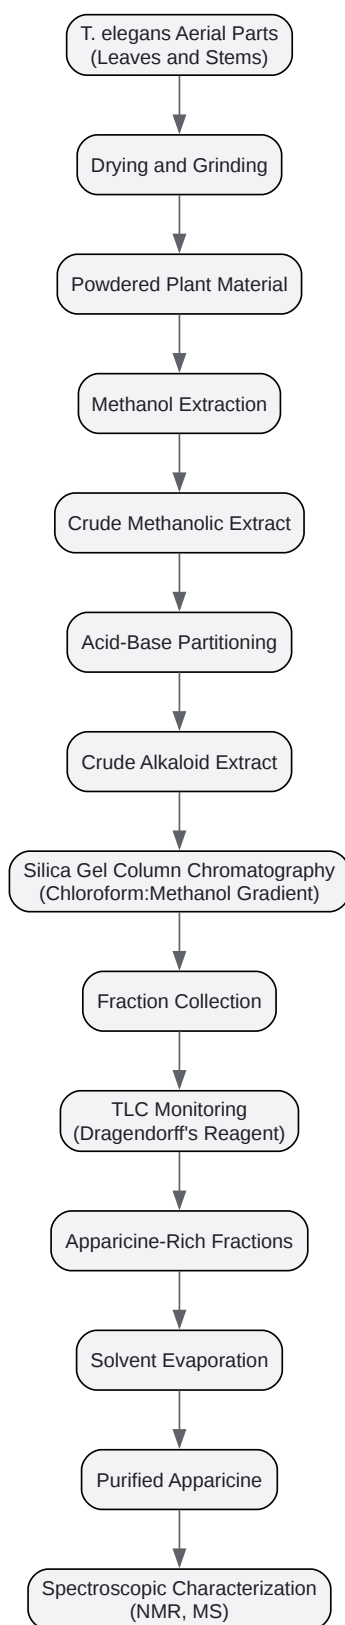 T. elegans Aerial Parts
(Leaves and Stems)
Drying and Grinding
Powdered Plant Material
Methanol Extraction
Crude Methanolic Extract
Acid-Base Partitioning
Crude Alkaloid Extract
Silica Gel Column Chromatography
(Chloroform:Methanol Gradient)
Fraction Collection
TLC Monitoring
(Dragendorff's Reagent)
Apparicine-Rich Fractions
Solvent Evaporation
Purified Apparicine
Spectroscopic Characterization
(NMR, MS)